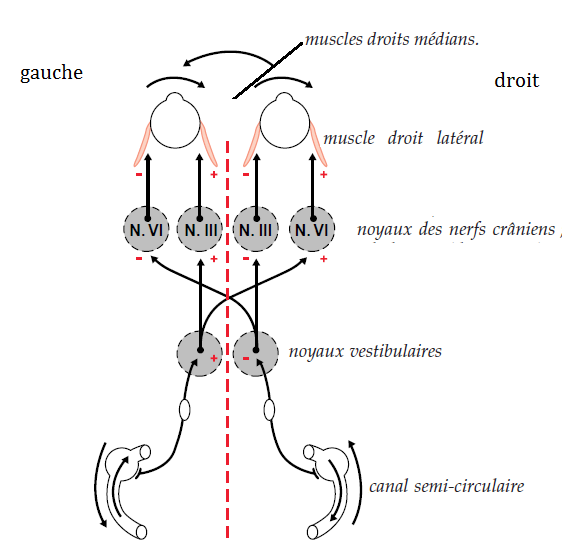 muscles droits médians.
gauche
droit
muscle droit latéral
- + - +
N. VI N. III N. III N. VI
noyaux des nerfs crâniens ,
- + - +
noyaux vestibulaires
+ -
canal semi-circulaire